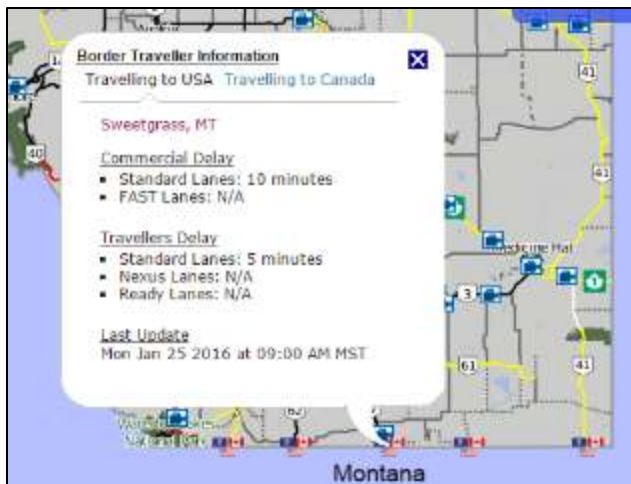 Border Traveller Information
Travelling to USA Travelling to Canada
Sweetgrass, MT
Commercial Delay
Standard Lanes: 10 minutes
FAST Lanes: N/A
Travellers Delay
Standard Lanes: 5 minutes
Nexus Lanes: N/A
Ready Lanes: N/A
Last Update
Mon Jan 25 2016 at 09:00 AM MST
41
40
41
Medicine Hat
1
3
61
41
62
Montana